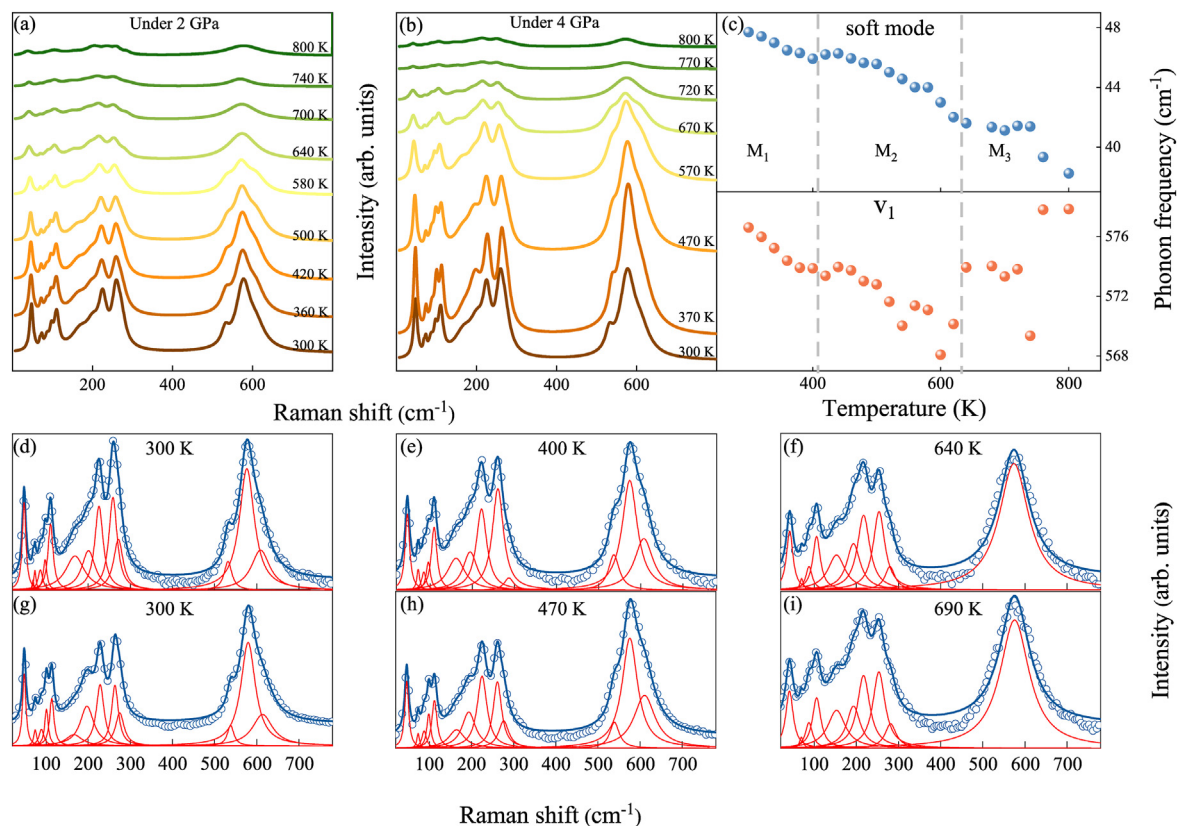 (a)
Under 2 GPa
800 K
740 K
700 K
640 K
580 K
500 K
420 K
360 K
300 K
200
400
600
Intensity (arb. units)
(b)
Under 4 GPa
800 K
770 K
720 K
670 K
570 K
470 K
370 K
300 K
200
400
600
Raman shift (cm⁻¹)
(c)
soft mode
M₁
M₂
M₃
48
44
40
v₁
576
572
568
Phonon frequency (cm⁻¹)
400
600
800
Temperature (K)
(d)
300 K
(e)
400 K
(f)
640 K
(g)
300 K
(h)
470 K
(i)
690 K
Intensity (arb. units)
100 200 300 400 500 600 700
100 200 300 400 500 600 700
100 200 300 400 500 600 700
Raman shift (cm⁻¹)